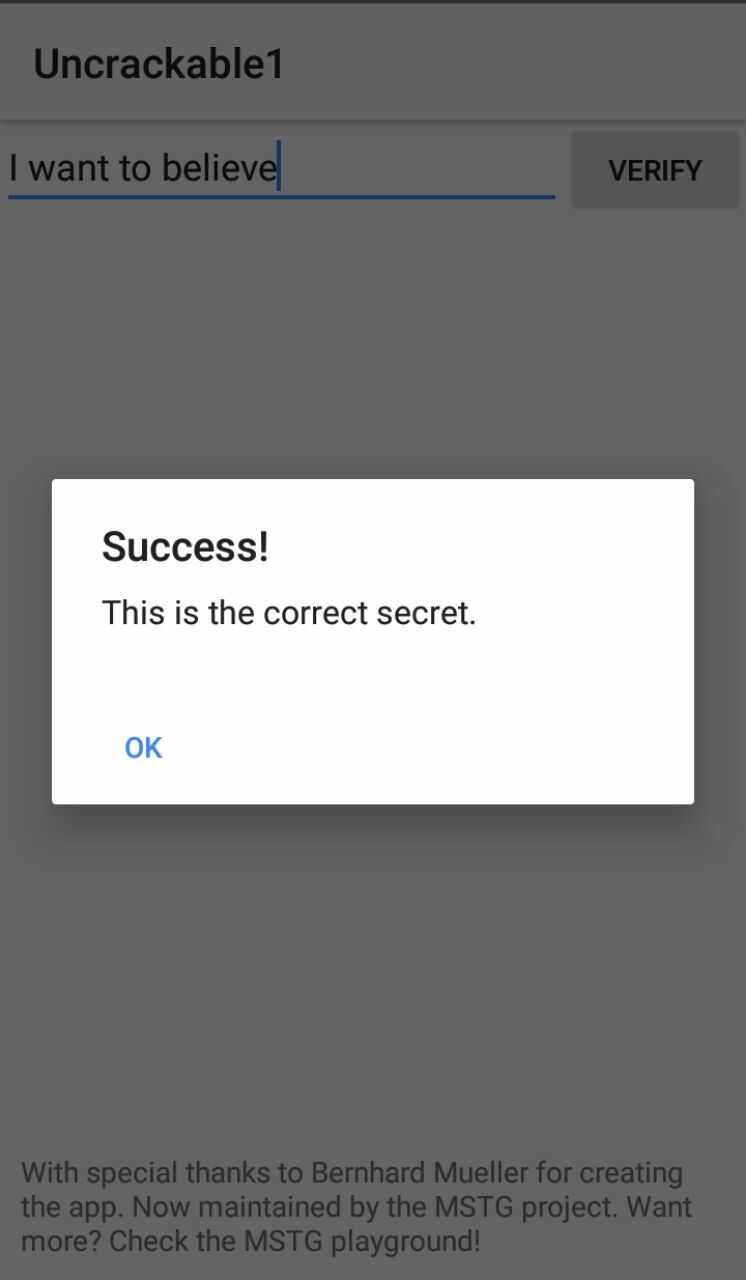 Uncrackable1
I want to believe
VERIFY
Success!
This is the correct secret.
OK
With special thanks to Bernhard Mueller for creating
the app. Now maintained by the MSTG project. Want
more? Check the MSTG playground!